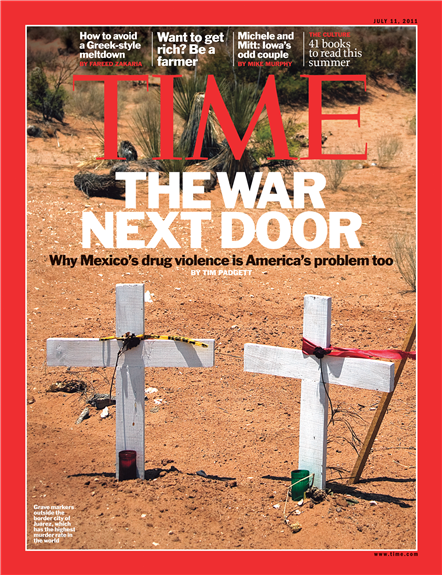 JULY 11, 2011
How to avoid
a Greek-style
meltdown
BY FAREED ZAKARIA
Want to get
rich? Be a
farmer
Michele and
Mitt: Iowa's
odd couple
BY MIKE MURPHY
THE CULTURE
41 books
to read this
summer
TIME
THE WAR
NEXT DOOR
Why Mexico's drug violence is America's problem too
BY TIM PADGETT
Grave markers
outside the
border city of
Juárez, which
has the highest
murder rate in
the world
www.time.com